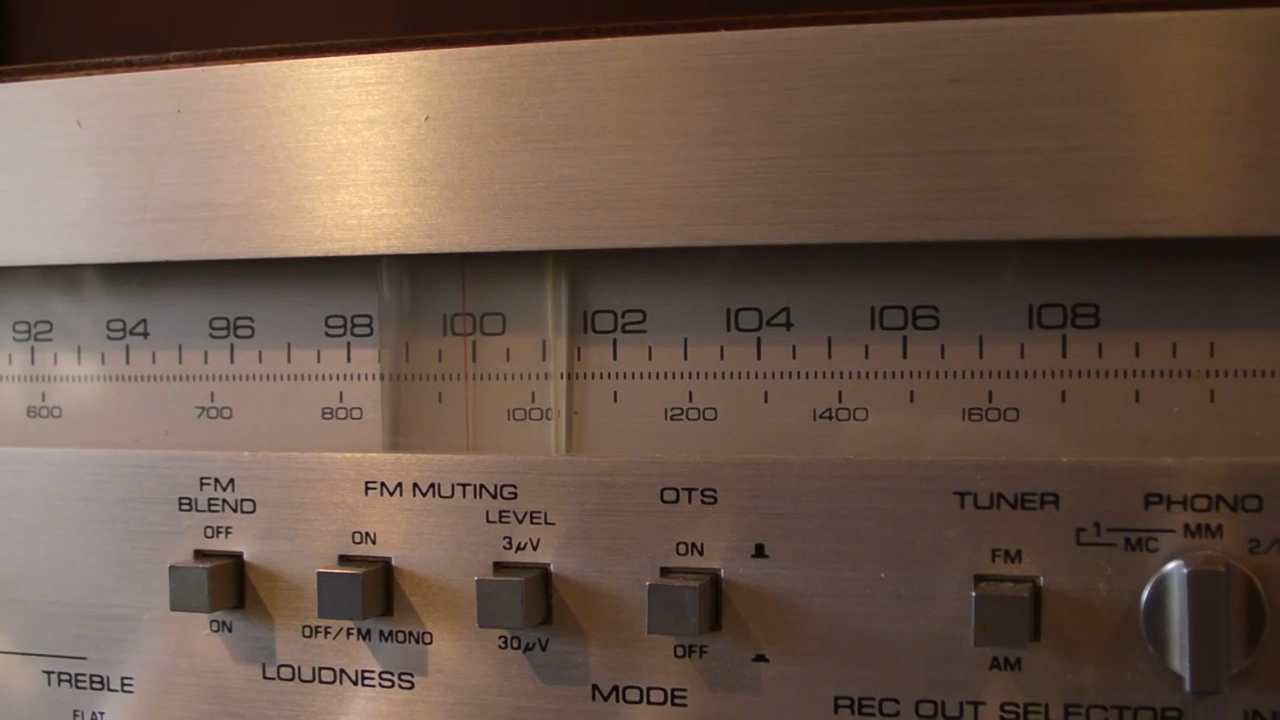 92 94 96 98 100 102 104 106 108
600 700 800 1000 1200 1400 1600
FM
BLEND
OFF
ON
FM MUTING
ON
OFF/FM MONO
LEVEL
3μV
30μV
OTS
ON
OFF
TUNER
FM
AM
PHONO
1 MM
MC
2/
TREBLE
FLAT
LOUDNESS
MODE
REC OUT SELECTOR